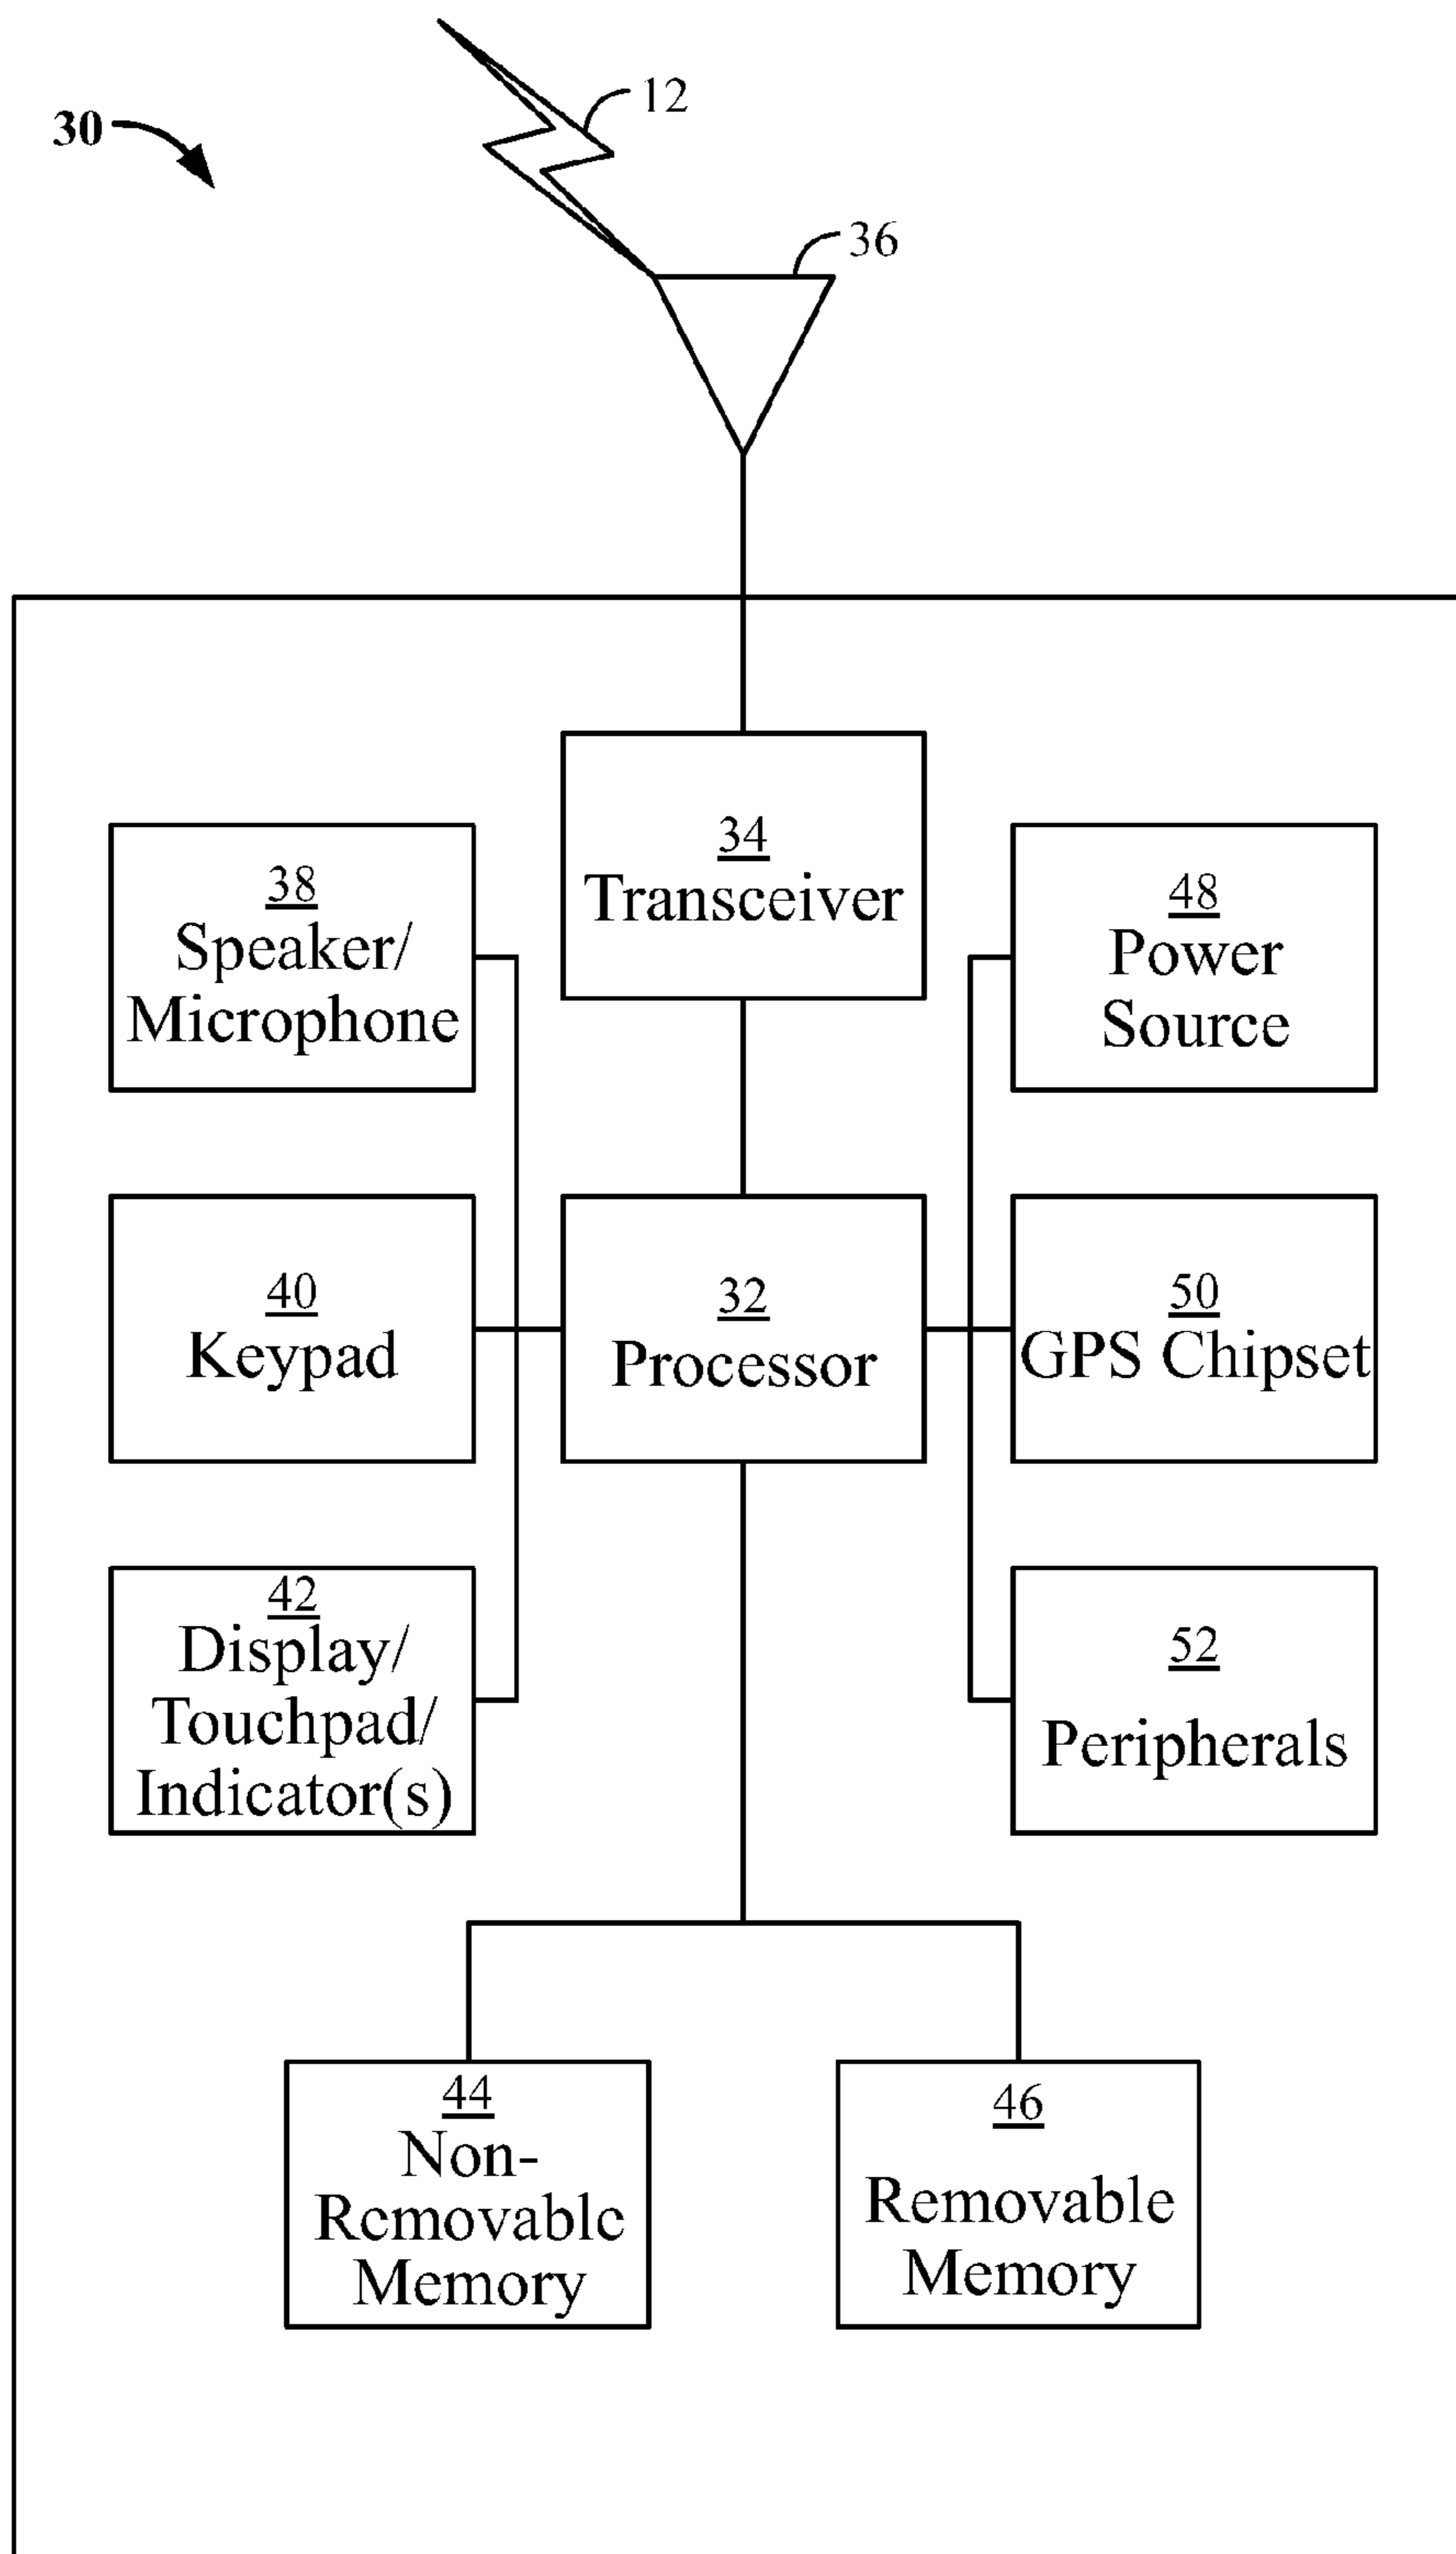 30
12
36
34
Transceiver
38
Speaker/
Microphone
48
Power
Source
40
Keypad
32
Processor
50
GPS Chipset
42
Display/
Touchpad/
Indicator(s)
52
Peripherals
44
Non-
Removable
Memory
46
Removable
Memory